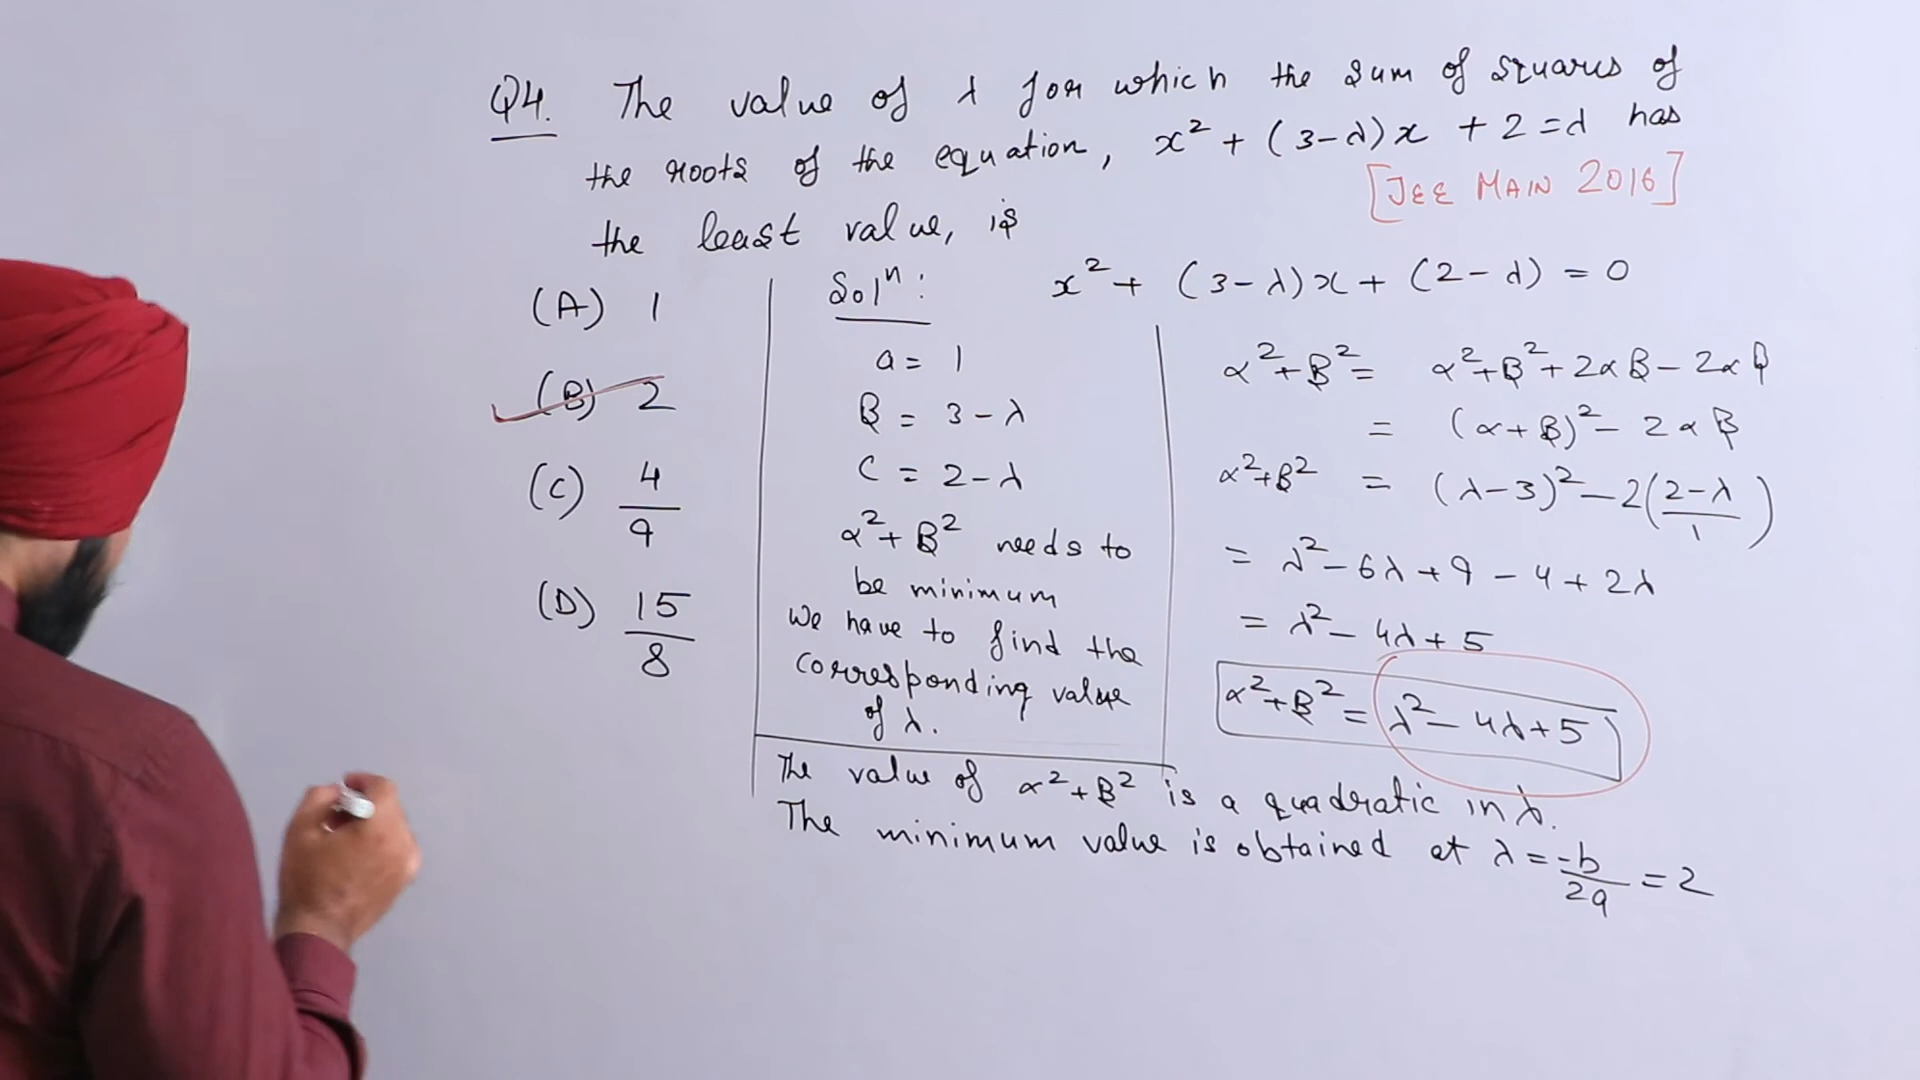 Q4. The value of λ for which the sum of squares of
the roots of the equation, x² + (3-λ)x + 2 = λ has
[JEE MAIN 2016]
the least value, is
(A) 1
(B) 2
(C) 4/9
(D) 15/8
Solⁿ: x² + (3-λ)x + (2-λ) = 0
a = 1
B = 3-λ
C = 2-λ
α²+β² needs to
be minimum
We have to find the
corresponding value
of λ.
α²+β² = α²+β²+2αβ-2αβ
= (α+β)²-2αβ
α²+β² = (λ-3)²-2(2-λ/1)
= λ²-6λ+9-4+2λ
= λ²-4λ+5
α²+β² = λ²-4λ+5
The value of α²+β² is a quadratic in λ.
The minimum value is obtained at λ = -b/2a = 2